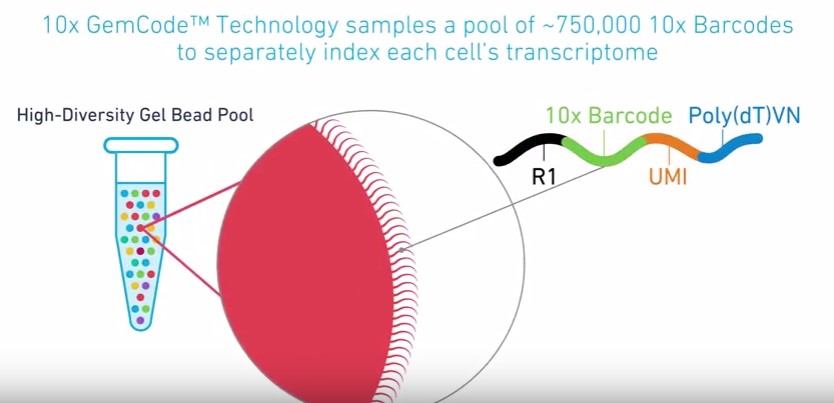 10x GemCode™ Technology samples a pool of ~750,000 10x Barcodes
to separately index each cell's transcriptome
High-Diversity Gel Bead Pool
10x Barcode Poly(dT)VN
R1 UMI